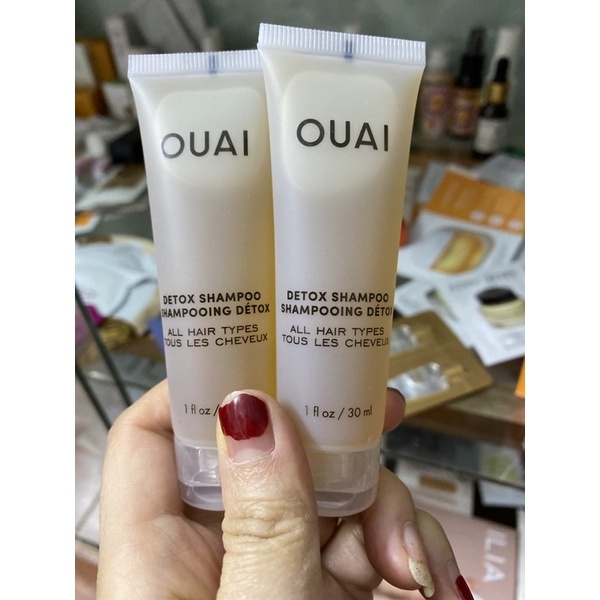 OUAI
DETOX SHAMPOO
SHAMPOOING DÉTOX
ALL HAIR TYPES
TOUS LES CHEVEUX
1 fl oz /
OUAI
DETOX SHAMPOO
SHAMPOOING DÉTOX
ALL HAIR TYPES
TOUS LES CHEVEUX
1 fl oz / 30 ml
ILIA